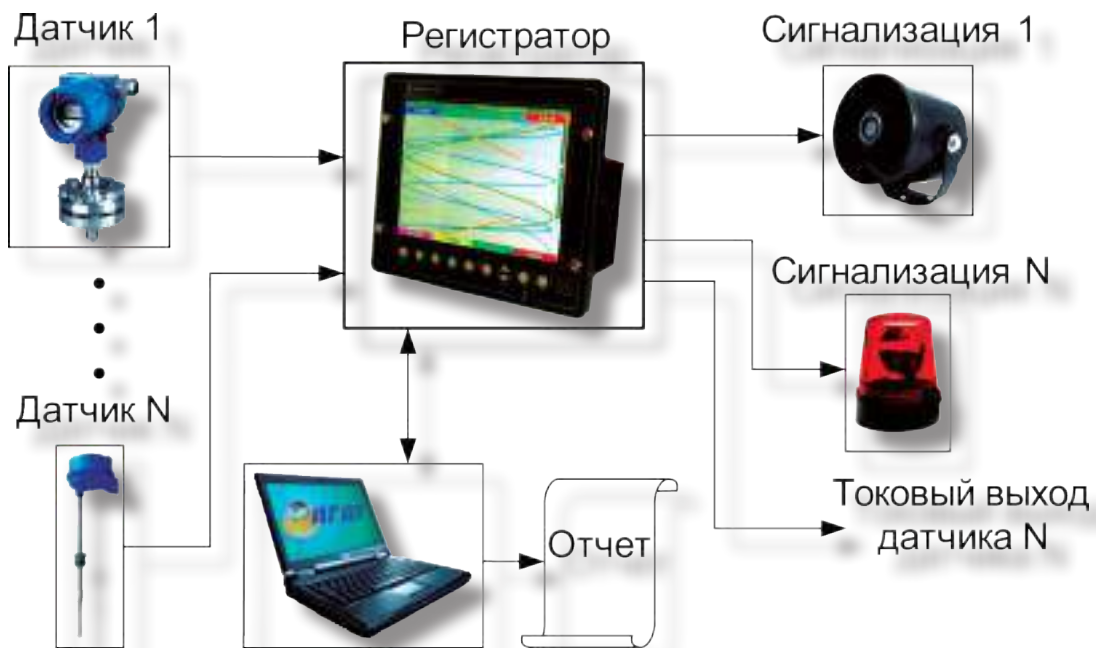 Датчик 1
Регистратор
Сигнализация 1
Сигнализация N
Датчик N
Токовый выход
датчика N
Отчет